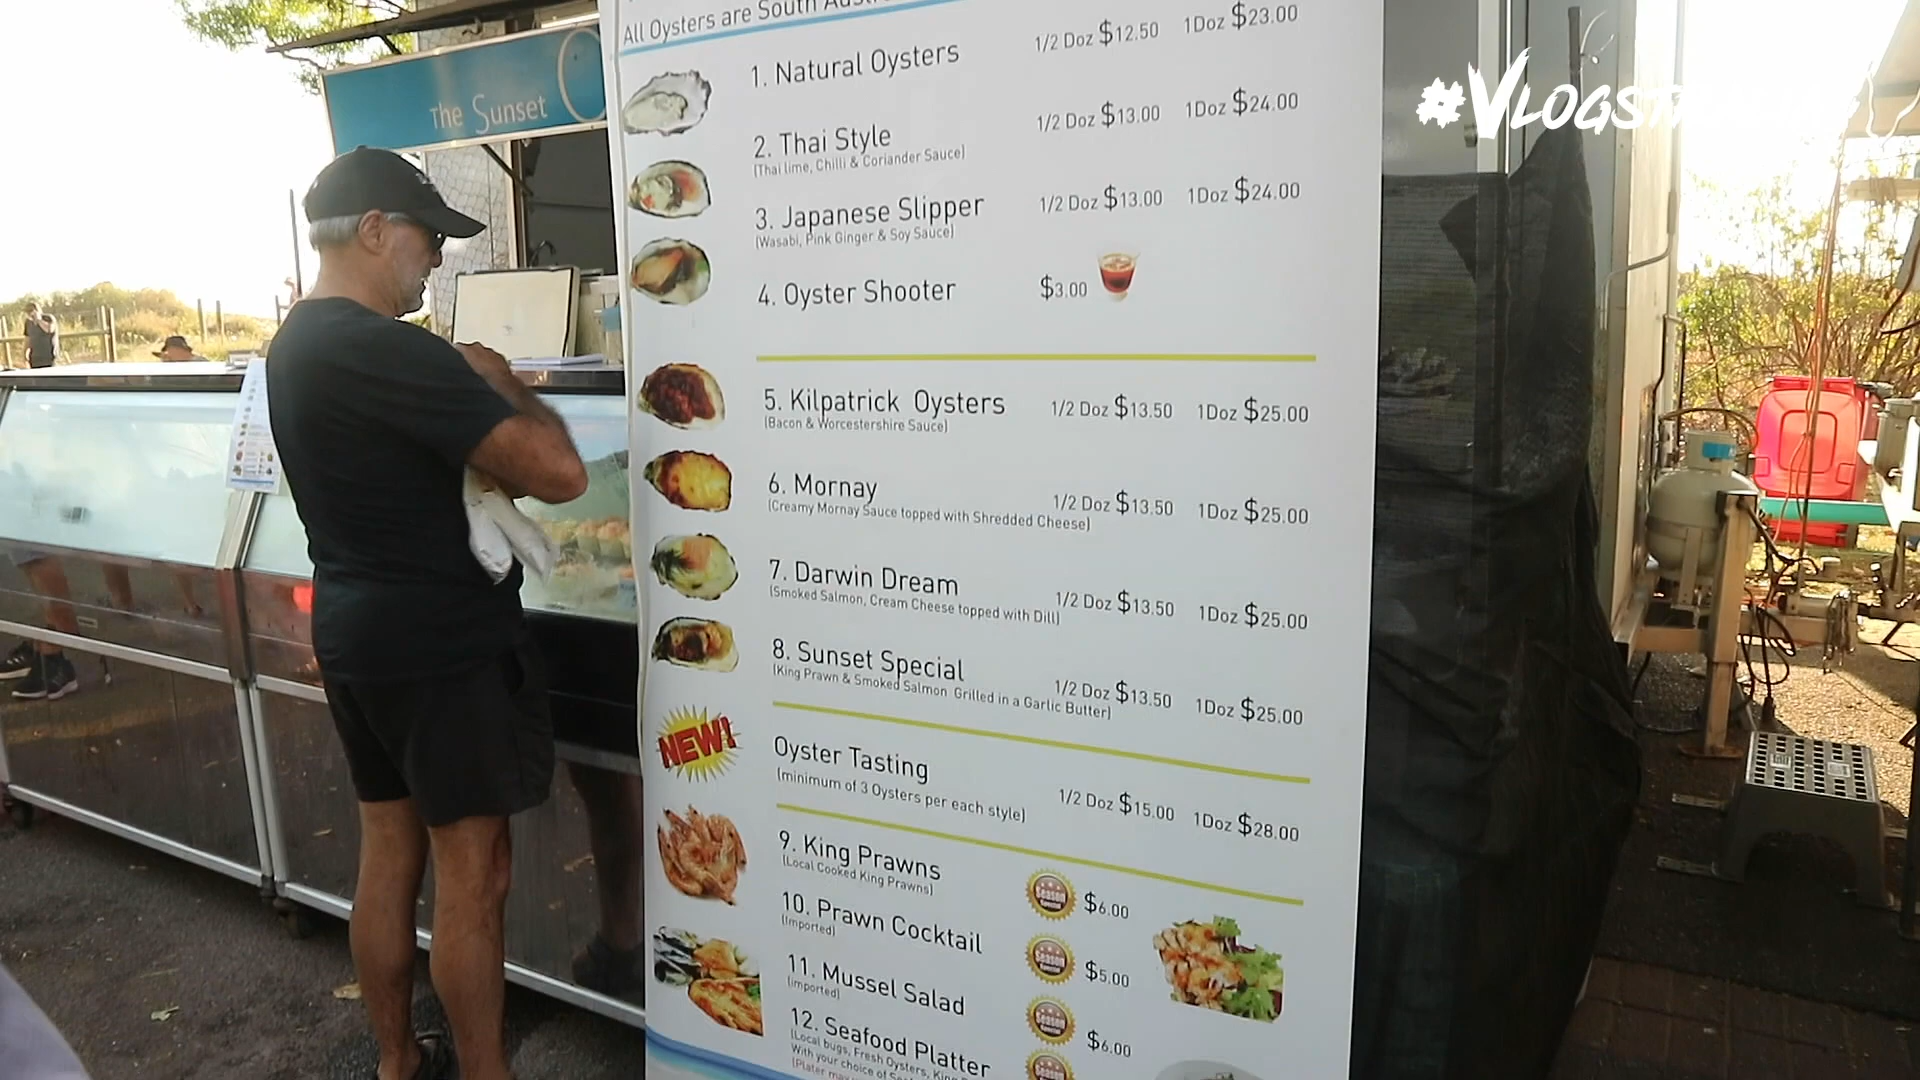 All Oysters are South
The Sunset
1. Natural Oysters 1/2 Doz $12.50 1Doz $23.00
2. Thai Style 1/2 Doz $13.00 1Doz $24.00
(Thai lime, Chilli & Coriander Sauce)
3. Japanese Slipper 1/2 Doz $13.00 1Doz $24.00
(Wasabi, Pink Ginger & Soy Sauce)
4. Oyster Shooter $3.00
5. Kilpatrick Oysters 1/2 Doz $13.50 1Doz $25.00
(Bacon & Worcestershire Sauce)
6. Mornay 1/2 Doz $13.50 1Doz $25.00
(Creamy Mornay Sauce topped with Shredded Cheese)
7. Darwin Dream 1/2 Doz $13.50 1Doz $25.00
(Smoked Salmon, Cream Cheese topped with Dill)
8. Sunset Special 1/2 Doz $13.50 1Doz $25.00
(King Prawn & Smoked Salmon Grilled in a Garlic Butter)
NEW!
Oyster Tasting 1/2 Doz $15.00 1Doz $28.00
(minimum of 3 Oysters per each style)
9. King Prawns Season $6.00
(Local Cooked King Prawns)
10. Prawn Cocktail Season $5.00
(Imported)
11. Mussel Salad Season $6.00
(Imported)
12. Seafood Platter Season
(Local bugs, Fresh Oysters, King
With your choice of